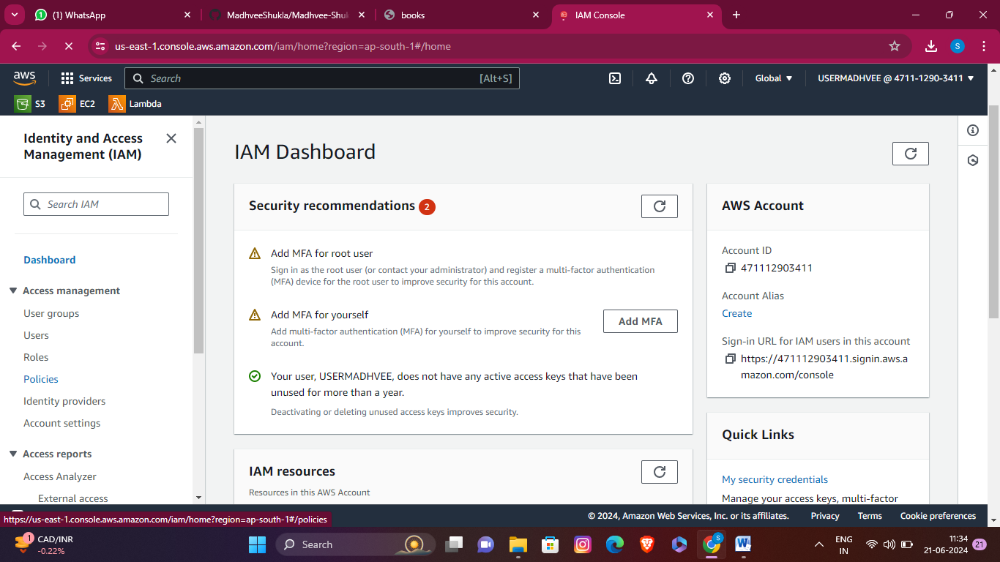 (1) WhatsApp
MadhveeShukla/Madhvee-Shu
books
IAM Console
us-east-1.console.aws.amazon.com/iam/home?region=ap-south-1#/home
S
aws
Services
Search
[Alt+S]
Global
USERMADHVEE @ 4711-1290-3411
S3
EC2
Lambda
Identity and Access
Management (IAM)
Search IAM
Dashboard
Access management
User groups
Users
Roles
Policies
Identity providers
Account settings
Access reports
Access Analyzer
External access
IAM Dashboard
Security recommendations 2
Add MFA for root user
Sign in as the root user (or contact your administrator) and register a multi-factor authentication
(MFA) device for the root user to improve security for this account.
Add MFA for yourself
Add multi-factor authentication (MFA) for yourself to improve security for this
account.
Add MFA
Your user, USERMADHVEE, does not have any active access keys that have been
unused for more than a year.
Deactivating or deleting unused access keys improves security.
IAM resources
Resources in this AWS Account
AWS Account
Account ID
471112903411
Account Alias
Create
Sign-in URL for IAM users in this account
https://471112903411.signin.aws.a
mazon.com/console
Quick Links
My security credentials
Manage your access keys, multi-factor
https://us-east-1.console.aws.amazon.com/iam/home?region=ap-south-1#/policies
© 2024, Amazon Web Services, Inc. or its affiliates.
Privacy
Terms
Cookie preferences
1
CAD/INR
-0.22%
Search
S
W
ENG
IN
11:34
21-06-2024
21